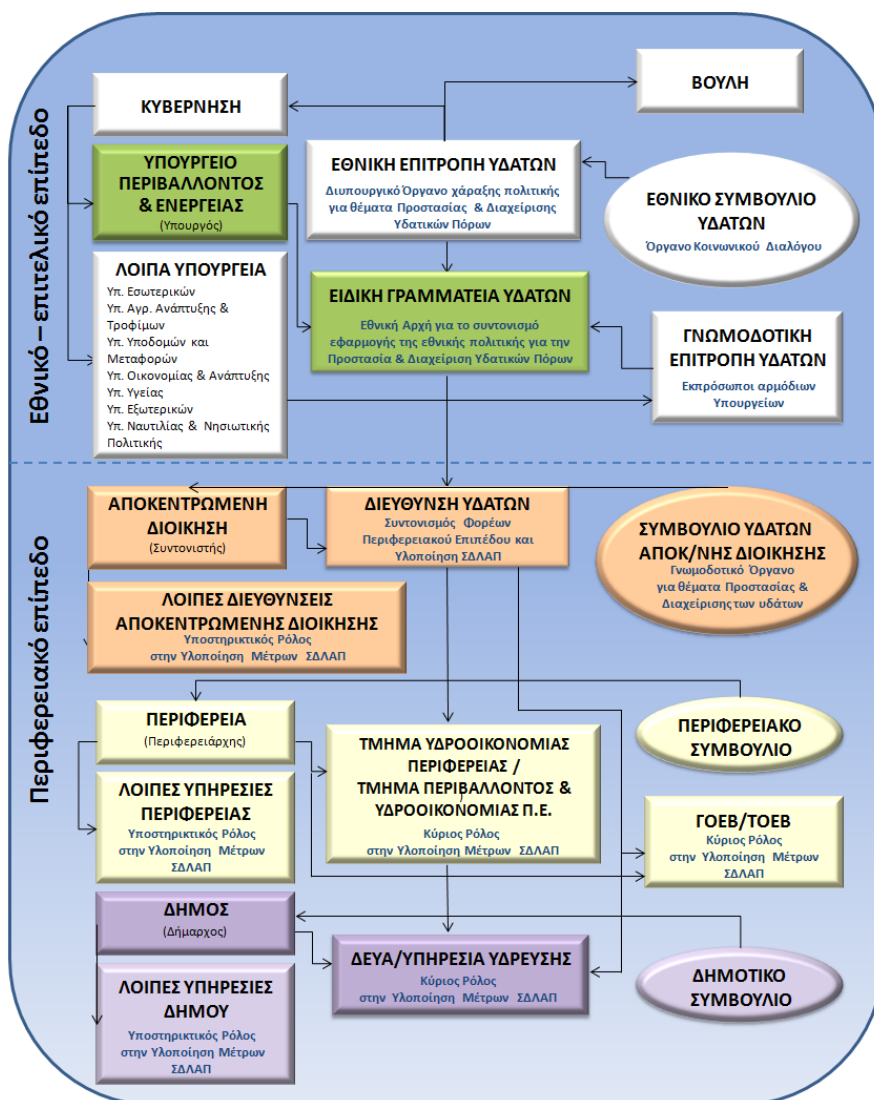 Εθνικό – επιτελικό επίπεδο
ΒΟΥΛΗ
ΚΥΒΕΡΝΗΣΗ
ΥΠΟΥΡΓΕΙΟ
ΠΕΡΙΒΑΛΛΟΝΤΟΣ
& ΕΝΕΡΓΕΙΑΣ
(Υπουργός)
ΕΘΝΙΚΗ ΕΠΙΤΡΟΠΗ ΥΔΑΤΩΝ
Διυπουργικό Όργανο χάραξης πολιτικής
για θέματα Προστασίας & Διαχείρισης
Υδατικών Πόρων
ΕΘΝΙΚΟ ΣΥΜΒΟΥΛΙΟ
ΥΔΑΤΩΝ
Όργανο Κοινωνικού Διαλόγου
ΛΟΙΠΑ ΥΠΟΥΡΓΕΙΑ
Υπ. Εσωτερικών
Υπ. Αγρ. Ανάπτυξης &
Τροφίμων
Υπ. Υποδομών και
Μεταφορών
Υπ. Οικονομίας & Ανάπτυξης
Υπ. Υγείας
Υπ. Εξωτερικών
Υπ. Ναυτιλίας & Νησιωτικής
Πολιτικής
ΕΙΔΙΚΗ ΓΡΑΜΜΑΤΕΙΑ ΥΔΑΤΩΝ
Εθνική Αρχή για το συντονισμό
εφαρμογής της εθνικής πολιτικής για την
Προστασία & Διαχείριση Υδατικών Πόρων
ΓΝΩΜΟΔΟΤΙΚΗ
ΕΠΙΤΡΟΠΗ ΥΔΑΤΩΝ
Εκπρόσωποι αρμόδιων
Υπουργείων
Περιφερειακό επίπεδο
ΑΠΟΚΕΝΤΡΩΜΕΝΗ
ΔΙΟΙΚΗΣΗ
(Συντονιστής)
ΔΙΕΥΘΥΝΣΗ ΥΔΑΤΩΝ
Συντονισμός Φορέων
Περιφερειακού Επιπέδου και
Υλοποίηση ΣΔΛΑΠ
ΣΥΜΒΟΥΛΙΟ ΥΔΑΤΩΝ
ΑΠΟΚ/ΝΗΣ ΔΙΟΙΚΗΣΗΣ
Γνωμοδοτικό Όργανο
για θέματα Προστασίας &
Διαχείρισης των υδάτων
ΛΟΙΠΕΣ ΔΙΕΥΘΥΝΣΕΙΣ
ΑΠΟΚΕΝΤΡΩΜΕΝΗΣ ΔΙΟΙΚΗΣΗΣ
Υποστηρικτικός Ρόλος
στην Υλοποίηση Μέτρων ΣΔΛΑΠ
ΠΕΡΙΦΕΡΕΙΑ
(Περιφερειάρχης)
ΤΜΗΜΑ ΥΔΡΟΟΙΚΟΝΟΜΙΑΣ
ΠΕΡΙΦΕΡΕΙΑΣ /
ΤΜΗΜΑ ΠΕΡΙΒΑΛΛΟΝΤΟΣ &
ΥΔΡΟΟΙΚΟΝΟΜΙΑΣ Π.Ε.
Κύριος Ρόλος
στην Υλοποίηση Μέτρων ΣΔΛΑΠ
ΠΕΡΙΦΕΡΕΙΑΚΟ
ΣΥΜΒΟΥΛΙΟ
ΛΟΙΠΕΣ ΥΠΗΡΕΣΙΕΣ
ΠΕΡΙΦΕΡΕΙΑΣ
Υποστηρικτικός Ρόλος
στην Υλοποίηση Μέτρων
ΣΔΛΑΠ
ΓΟΕΒ/ΤΟΕΒ
Κύριος Ρόλος
στην Υλοποίηση Μέτρων
ΣΔΛΑΠ
ΔΗΜΟΣ
(Δήμαρχος)
ΔΕΥΑ/ΥΠΗΡΕΣΙΑ ΥΔΡΕΥΣΗΣ
Κύριος Ρόλος
στην Υλοποίηση Μέτρων ΣΔΛΑΠ
ΔΗΜΟΤΙΚΟ
ΣΥΜΒΟΥΛΙΟ
ΛΟΙΠΕΣ ΥΠΗΡΕΣΙΕΣ
ΔΗΜΟΥ
Υποστηρικτικός Ρόλος
στην Υλοποίηση Μέτρων
ΣΔΛΑΠ